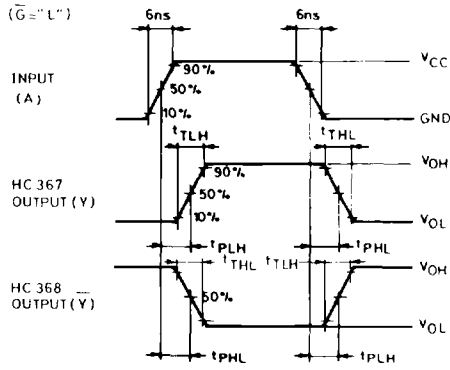 (G̅="L")
6ns 6ns
INPUT
(A)
90%
50%
10%
VCC
GND
tTLH tTHL
HC 367
OUTPUT (Y)
90%
50%
10%
VOH
VOL
tPLH tPHL
tTHL tTLH
HC 368
OUTPUT (Y̅)
50%
VOH
VOL
tPHL tPLH